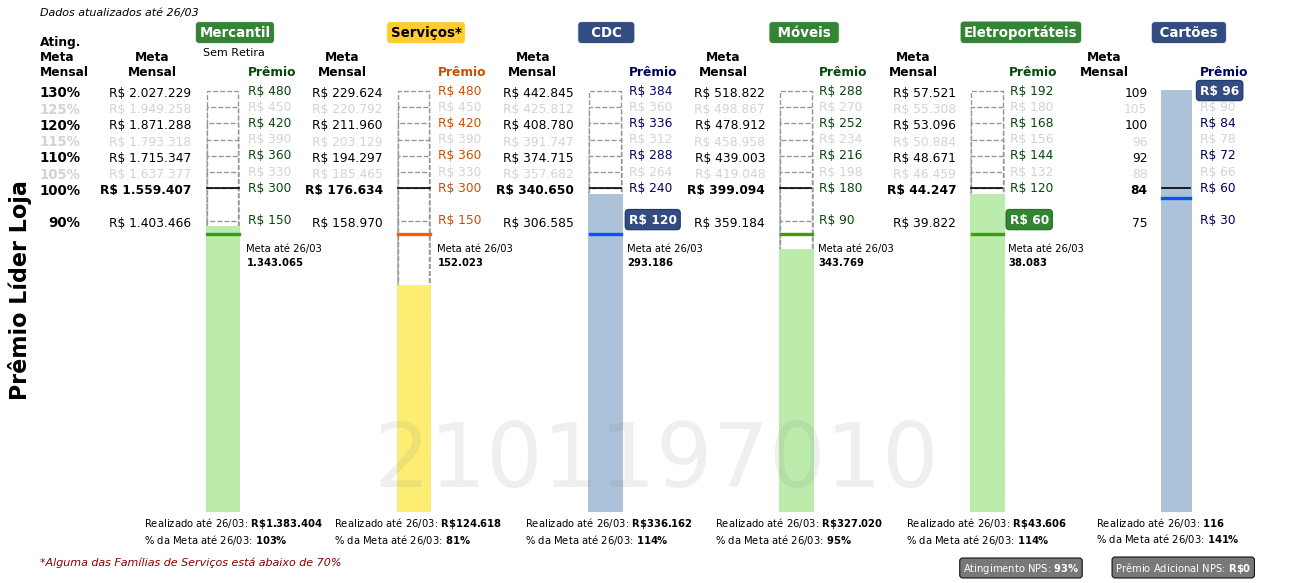 Dados atualizados até 26/03
Mercantil Serviços* CDC Móveis Eletroportáteis Cartões
Sem Retira
Ating. Meta Mensal
Meta Mensal Prêmio Meta Mensal Prêmio Meta Mensal Prêmio Meta Mensal Prêmio Meta Mensal Prêmio Meta Mensal Prêmio
130% R$ 2.027.229 R$ 480 R$ 229.624 R$ 480 R$ 442.845 R$ 384 R$ 518.822 R$ 288 R$ 57.521 R$ 192 109 R$ 96
125% R$ 1.949.258 R$ 450 R$ 220.792 R$ 450 R$ 425.812 R$ 360 R$ 498.867 R$ 270 R$ 55.308 R$ 180 105 R$ 90
120% R$ 1.871.288 R$ 420 R$ 211.960 R$ 420 R$ 408.780 R$ 336 R$ 478.912 R$ 252 R$ 53.096 R$ 168 100 R$ 84
115% R$ 1.793.318 R$ 390 R$ 203.129 R$ 390 R$ 391.747 R$ 312 R$ 458.958 R$ 234 R$ 50.884 R$ 156 96 R$ 78
110% R$ 1.715.347 R$ 360 R$ 194.297 R$ 360 R$ 374.715 R$ 288 R$ 439.003 R$ 216 R$ 48.671 R$ 144 92 R$ 72
105% R$ 1.637.377 R$ 330 R$ 185.465 R$ 330 R$ 357.682 R$ 264 R$ 419.048 R$ 198 R$ 46.459 R$ 132 88 R$ 66
100% R$ 1.559.407 R$ 300 R$ 176.634 R$ 300 R$ 340.650 R$ 240 R$ 399.094 R$ 180 R$ 44.247 R$ 120 84 R$ 60
90% R$ 1.403.466 R$ 150 R$ 158.970 R$ 150 R$ 306.585 R$ 120 R$ 359.184 R$ 90 R$ 39.822 R$ 60 75 R$ 30
Meta até 26/03 Meta até 26/03 Meta até 26/03 Meta até 26/03 Meta até 26/03
1.343.065 152.023 293.186 343.769 38.083
Prêmio Líder Loja
2101197010
Realizado até 26/03: R$1.383.404 Realizado até 26/03: R$124.618 Realizado até 26/03: R$336.162 Realizado até 26/03: R$327.020 Realizado até 26/03: R$43.606 Realizado até 26/03: 116
% da Meta até 26/03: 103% % da Meta até 26/03: 81% % da Meta até 26/03: 114% % da Meta até 26/03: 95% % da Meta até 26/03: 114% % da Meta até 26/03: 141%
*Alguma das Famílias de Serviços está abaixo de 70%
Atingimento NPS: 93% Prêmio Adicional NPS: R$0